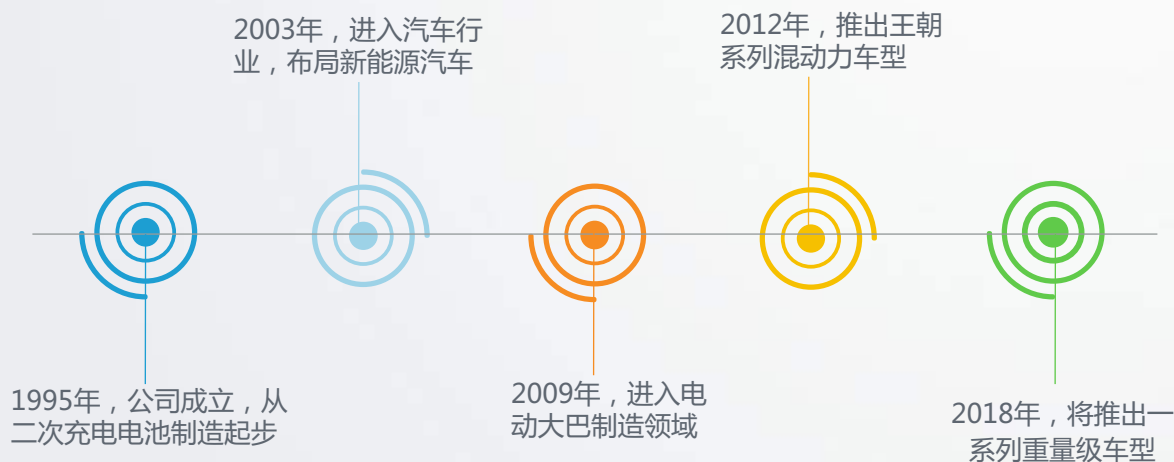 2003年，进入汽车行
业，布局新能源汽车
2012年，推出王朝
系列混动力车型
1995年，公司成立，从
二次充电电池制造起步
2009年，进入电
动大巴制造领域
2018年，将推出一
系列重量级车型